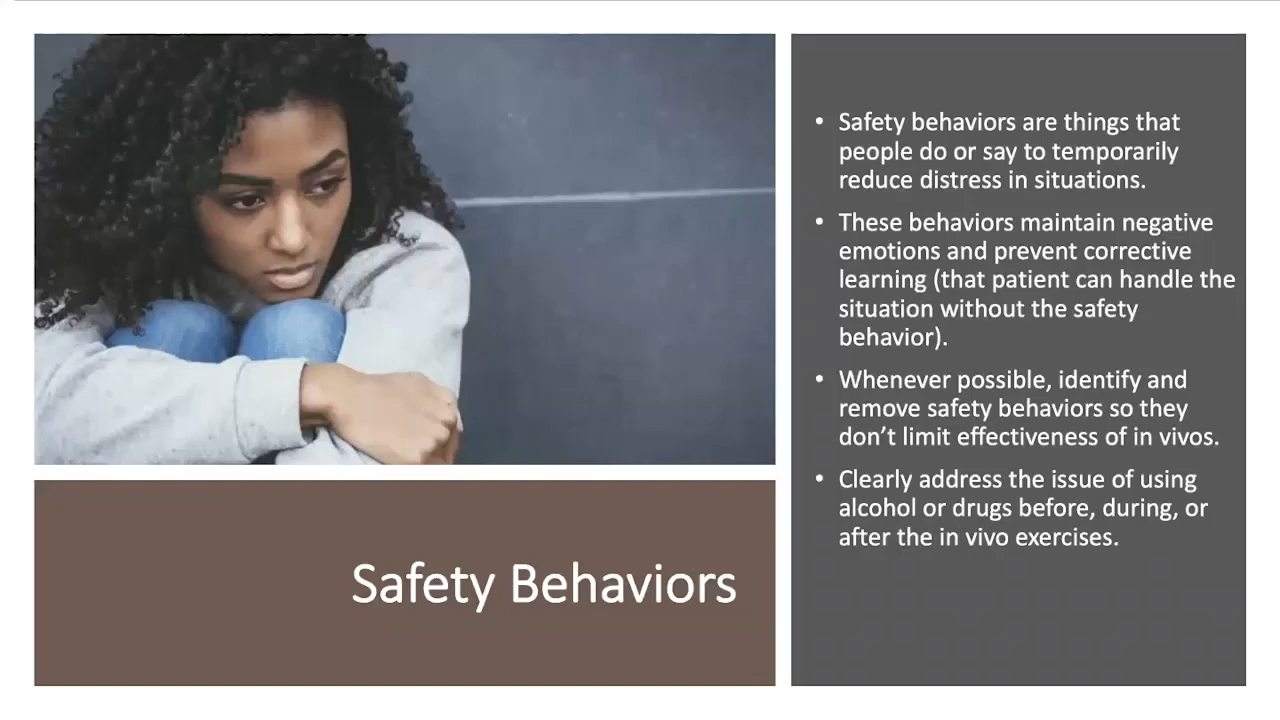 Safety Behaviors
• Safety behaviors are things that
people do or say to temporarily
reduce distress in situations.
• These behaviors maintain negative
emotions and prevent corrective
learning (that patient can handle the
situation without the safety
behavior).
• Whenever possible, identify and
remove safety behaviors so they
don’t limit effectiveness of in vivos.
• Clearly address the issue of using
alcohol or drugs before, during, or
after the in vivo exercises.